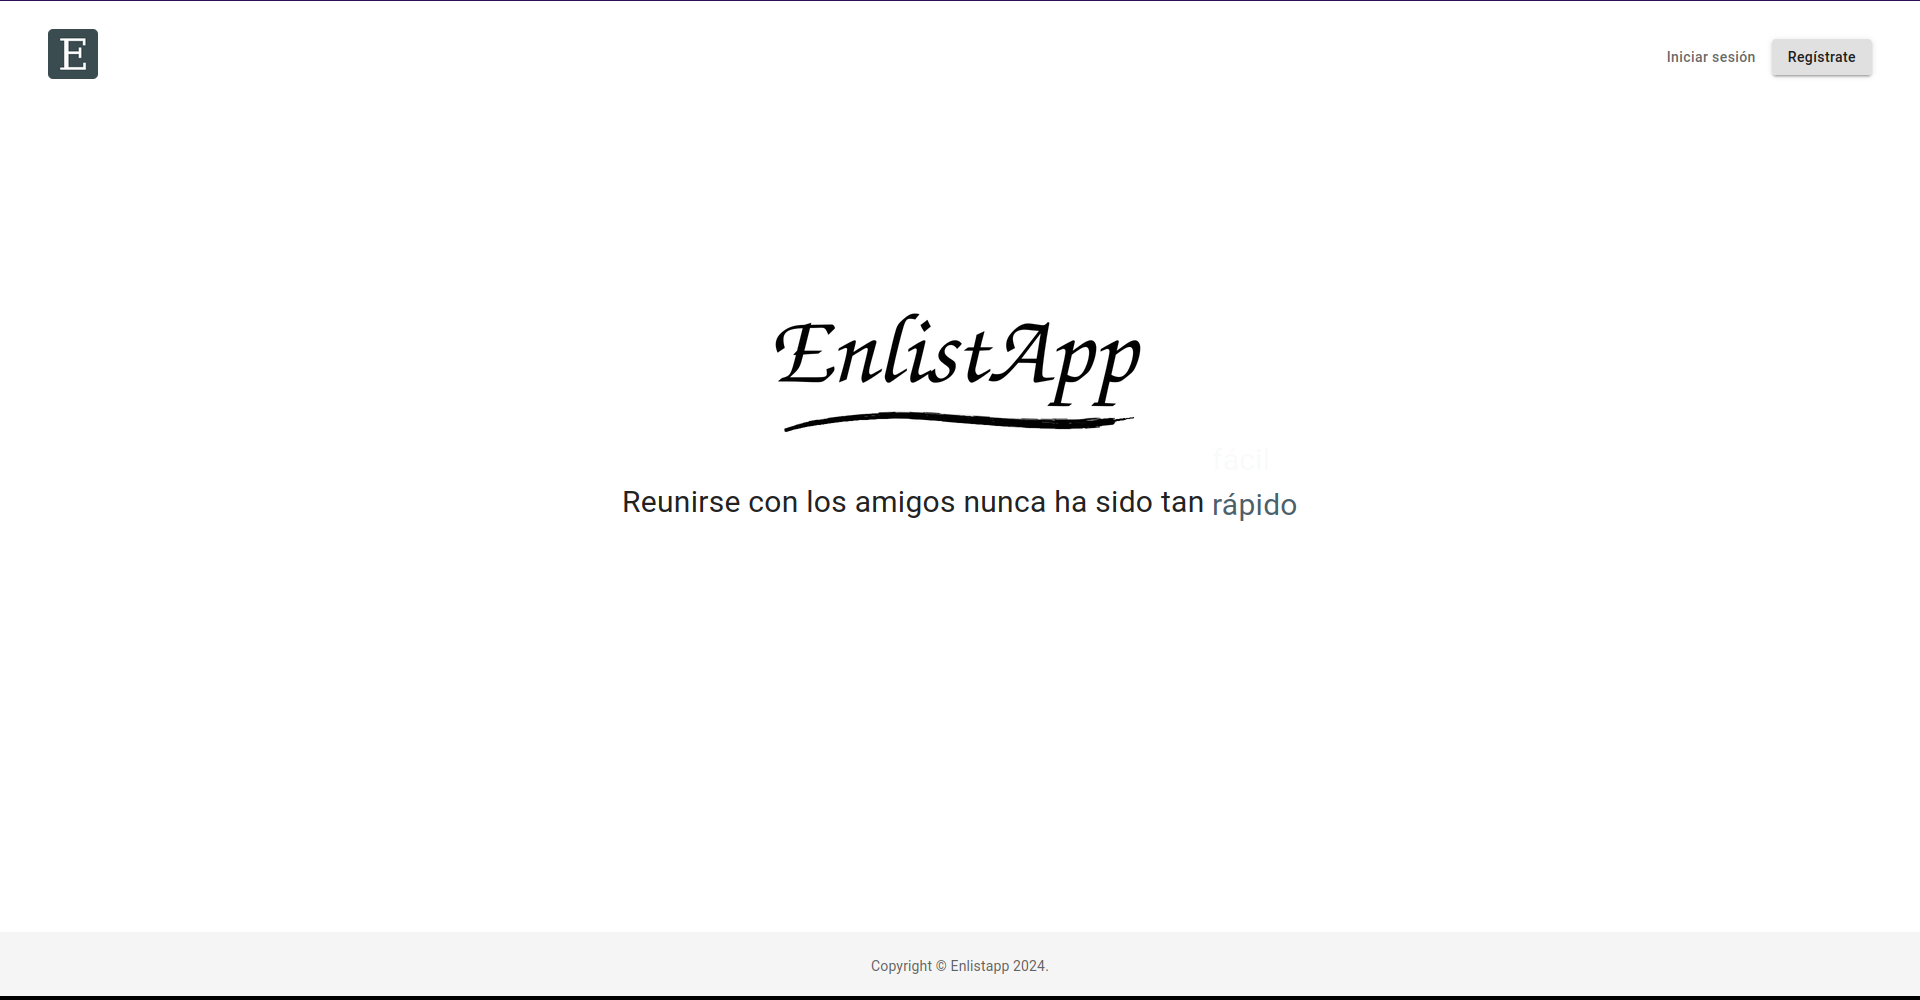 E
Iniciar sesión
Regístrate
EnlistApp
fácil
Reunirse con los amigos nunca ha sido tan rápido
Copyright © Enlistapp 2024.